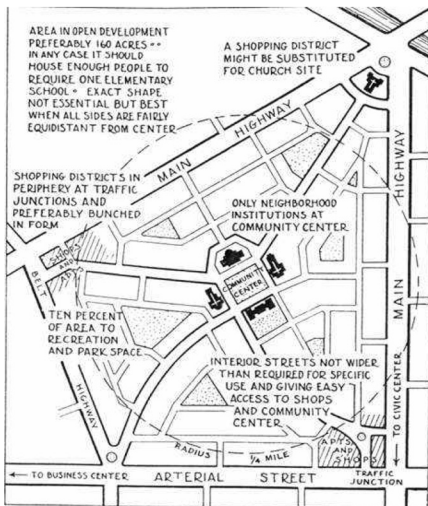 AREA IN OPEN DEVELOPMENT
PREFERABLY 160 ACRES --
IN ANY CASE IT SHOULD
HOUSE ENOUGH PEOPLE TO
REQUIRE ONE ELEMENTARY
SCHOOL • EXACT SHAPE
NOT ESSENTIAL BUT BEST
WHEN ALL SIDES ARE FAIRLY
EQUIDISTANT FROM CENTER
A SHOPPING DISTRICT
MIGHT BE SUBSTITUTED
FOR CHURCH SITE
MAIN HIGHWAY
HIGHWAY
MAIN
SHOPPING DISTRICTS IN
PERIPHERY AT TRAFFIC
JUNCTIONS AND
PREFERABLY BUNCHED
IN FORM
ONLY NEIGHBORHOOD
INSTITUTIONS AT
COMMUNITY CENTER
SHOPS
AND
APTS.
BELT
HIGHWAY
COMMUNITY
CENTER
TEN PERCENT
OF AREA TO
RECREATION
AND PARK SPACE
INTERIOR STREETS NOT WIDER
THAN REQUIRED FOR SPECIFIC
USE AND GIVING EASY
ACCESS TO SHOPS
AND COMMUNITY
CENTER
TO CIVIC CENTER
RADIUS
1/4 MILE
APTS. AND
SHOPS
TO BUSINESS CENTER
ARTERIAL STREET
TRAFFIC
JUNCTION